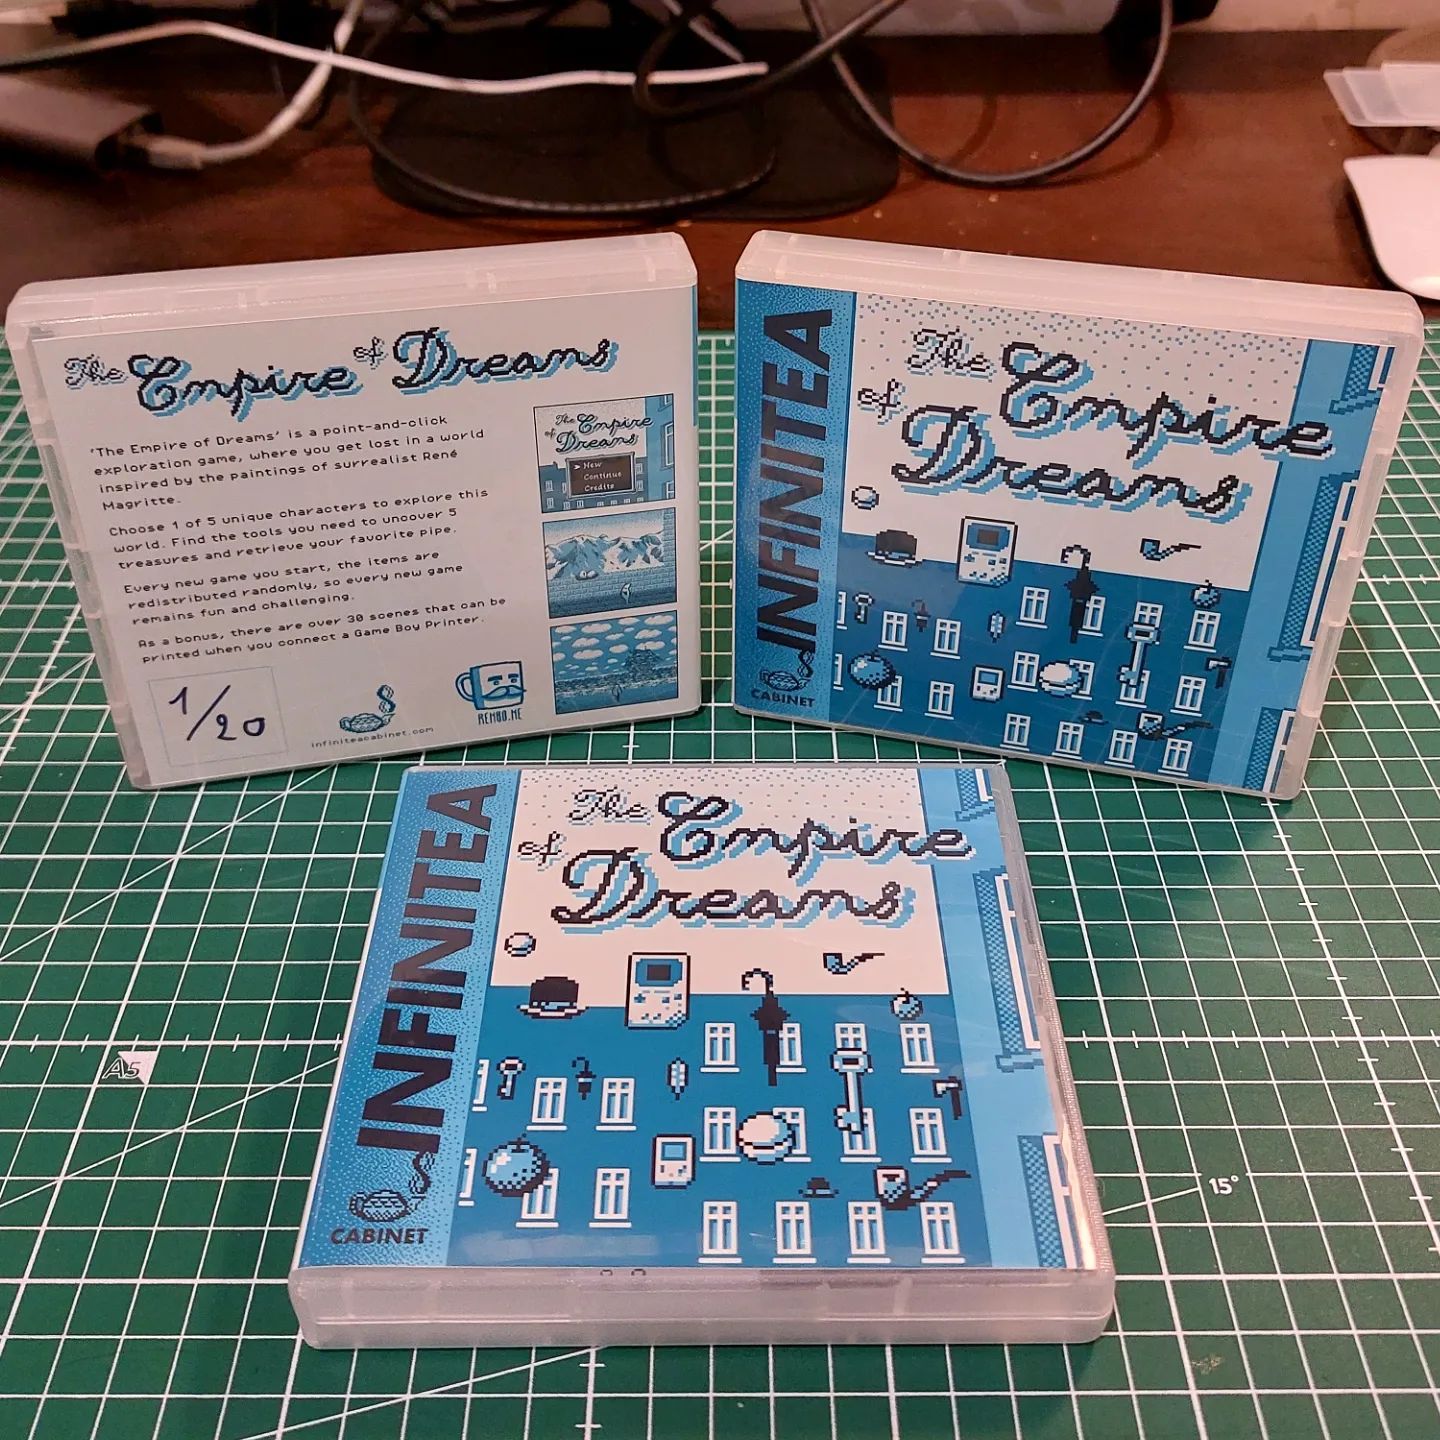 The Empire of Dreams
'The Empire of Dreams' is a point-and-click
exploration game, where you get lost in a world
inspired by the paintings of surrealist René
Magritte.
Choose 1 of 5 unique characters to explore this
world. Find the tools you need to uncover 5
treasures and retrieve your favorite pipe.
Every new game you start, the items are
redistributed randomly, so every new game
remains fun and challenging.
As a bonus, there are over 30 scenes that can be
printed when you connect a Game Boy Printer.
1/20
infiniteacabinet.com
REMBO.ME
The Empire
of Dreams
New
Continue
Credits
INFINITEA
CABINET
The Empire
of Dreams
INFINITEA
CABINET
The Empire
of Dreams
A5
15°